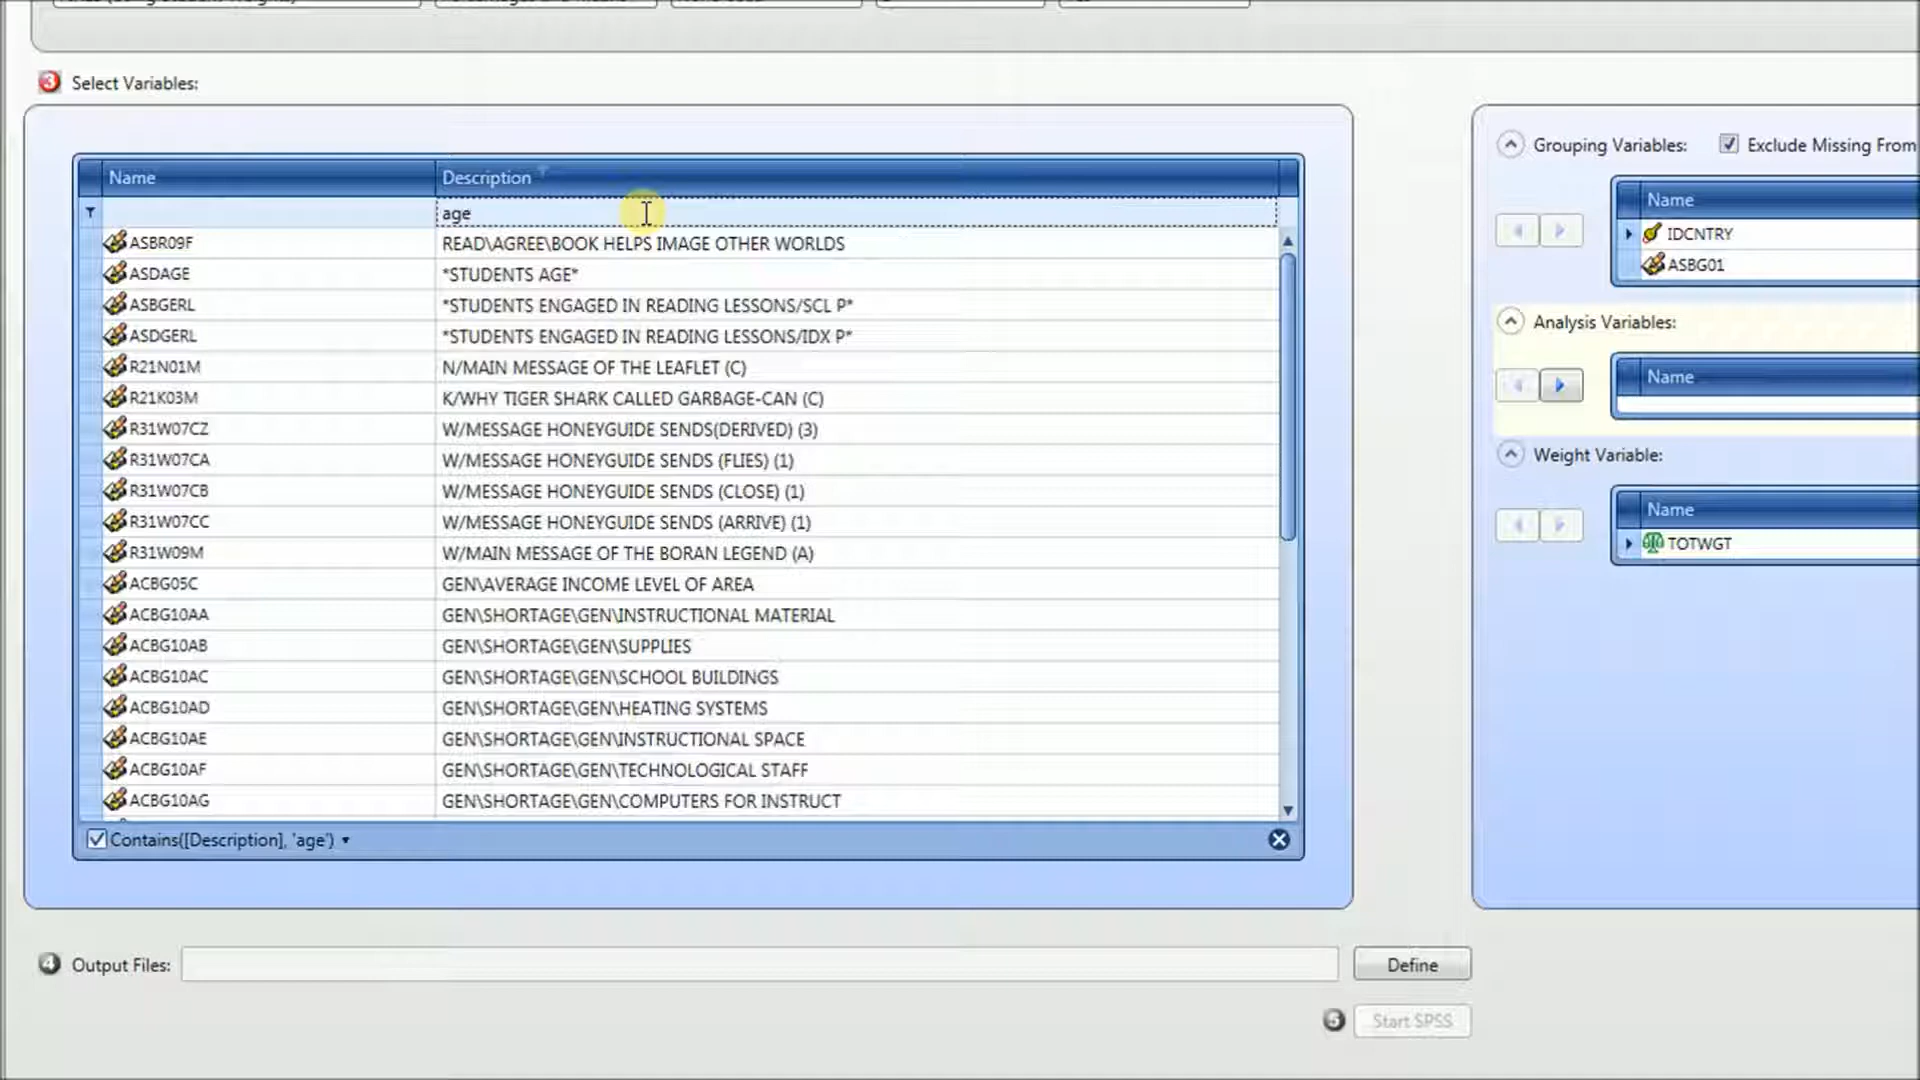 3 Select Variables:
Name Description
age
ASBR09F READ\AGREE\BOOK HELPS IMAGE OTHER WORLDS
ASDAGE *STUDENTS AGE*
ASBGERL *STUDENTS ENGAGED IN READING LESSONS/SCL P*
ASDGERL *STUDENTS ENGAGED IN READING LESSONS/IDX P*
R21N01M N/MAIN MESSAGE OF THE LEAFLET (C)
R21K03M K/WHY TIGER SHARK CALLED GARBAGE-CAN (C)
R31W07CZ W/MESSAGE HONEYGUIDE SENDS(DERIVED) (3)
R31W07CA W/MESSAGE HONEYGUIDE SENDS (FLIES) (1)
R31W07CB W/MESSAGE HONEYGUIDE SENDS (CLOSE) (1)
R31W07CC W/MESSAGE HONEYGUIDE SENDS (ARRIVE) (1)
R31W09M W/MAIN MESSAGE OF THE BORAN LEGEND (A)
ACBG05C GEN\AVERAGE INCOME LEVEL OF AREA
ACBG10AA GEN\SHORTAGE\GEN\INSTRUCTIONAL MATERIAL
ACBG10AB GEN\SHORTAGE\GEN\SUPPLIES
ACBG10AC GEN\SHORTAGE\GEN\SCHOOL BUILDINGS
ACBG10AD GEN\SHORTAGE\GEN\HEATING SYSTEMS
ACBG10AE GEN\SHORTAGE\GEN\INSTRUCTIONAL SPACE
ACBG10AF GEN\SHORTAGE\GEN\TECHNOLOGICAL STAFF
ACBG10AG GEN\SHORTAGE\GEN\COMPUTERS FOR INSTRUCT
Contains([Description], 'age')
Grouping Variables: Exclude Missing From
Name
IDCNTRY
ASBG01
Analysis Variables:
Name
Weight Variable:
Name
TOTWGT
4 Output Files: Define
5 Start SPSS